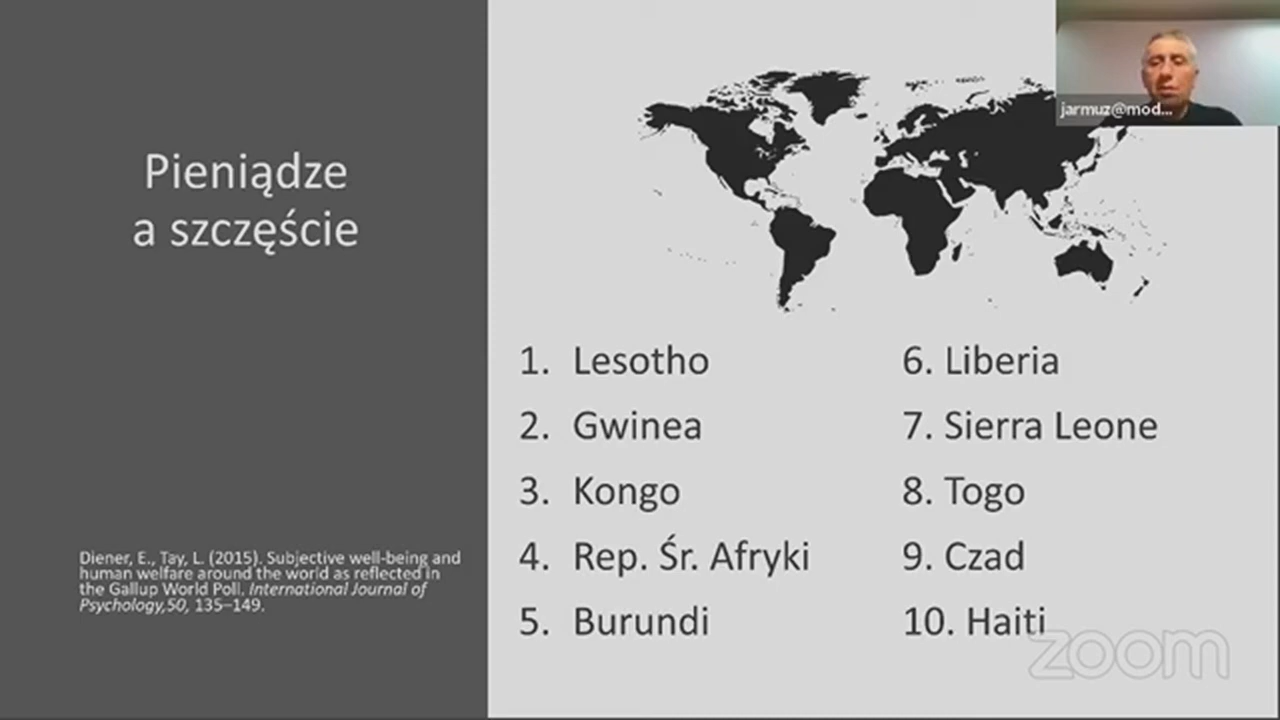 Pieniądze
a szczęście
Diener, E., Tay, L. (2015). Subjective well-being and
human welfare around the world as reflected in
the Gallup World Poll. International Journal of
Psychology,50, 135–149.
jarmuz@mod...
1. Lesotho
2. Gwinea
3. Kongo
4. Rep. Śr. Afryki
5. Burundi
6. Liberia
7. Sierra Leone
8. Togo
9. Czad
10. Haiti
zoom